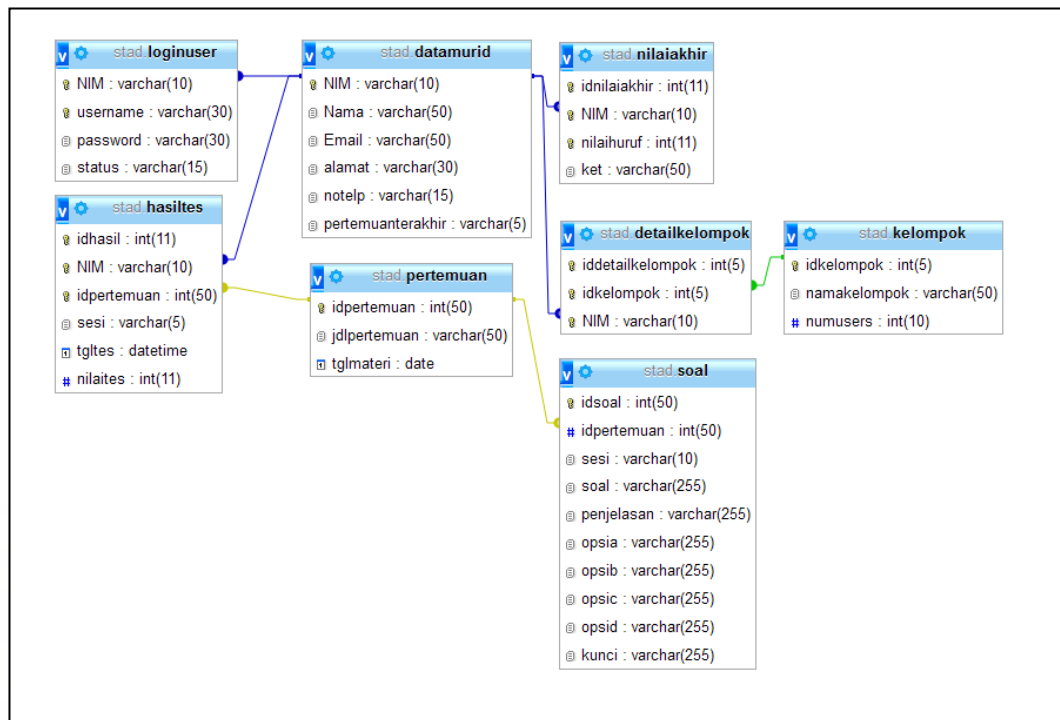 stad loginuser
NIM : varchar(10)
username : varchar(30)
password : varchar(30)
status : varchar(15)
stad datamurid
NIM : varchar(10)
Nama : varchar(50)
Email : varchar(50)
alamat : varchar(30)
notelp : varchar(15)
pertemuanterakhir : varchar(5)
stad nilaiakhir
idnilaiakhir : int(11)
NIM : varchar(10)
nilaihuruf : int(11)
ket : varchar(50)
stad hasiltes
idhasil : int(11)
NIM : varchar(10)
idpertemuan : int(50)
sesi : varchar(5)
tgltes : datetime
# nilaites : int(11)
stad pertemuan
idpertemuan : int(50)
jdlpertemuan : varchar(50)
tglmateri : date
stad detailkelompok
iddetailkelompok : int(5)
idkelompok : int(5)
NIM : varchar(10)
stad kelompok
idkelompok : int(5)
namakelompok : varchar(50)
# numusers : int(10)
stad soal
idsoal : int(50)
# idpertemuan : int(50)
sesi : varchar(10)
soal : varchar(255)
penjelasan : varchar(255)
opsia : varchar(255)
opsib : varchar(255)
opsic : varchar(255)
opsid : varchar(255)
kunci : varchar(255)